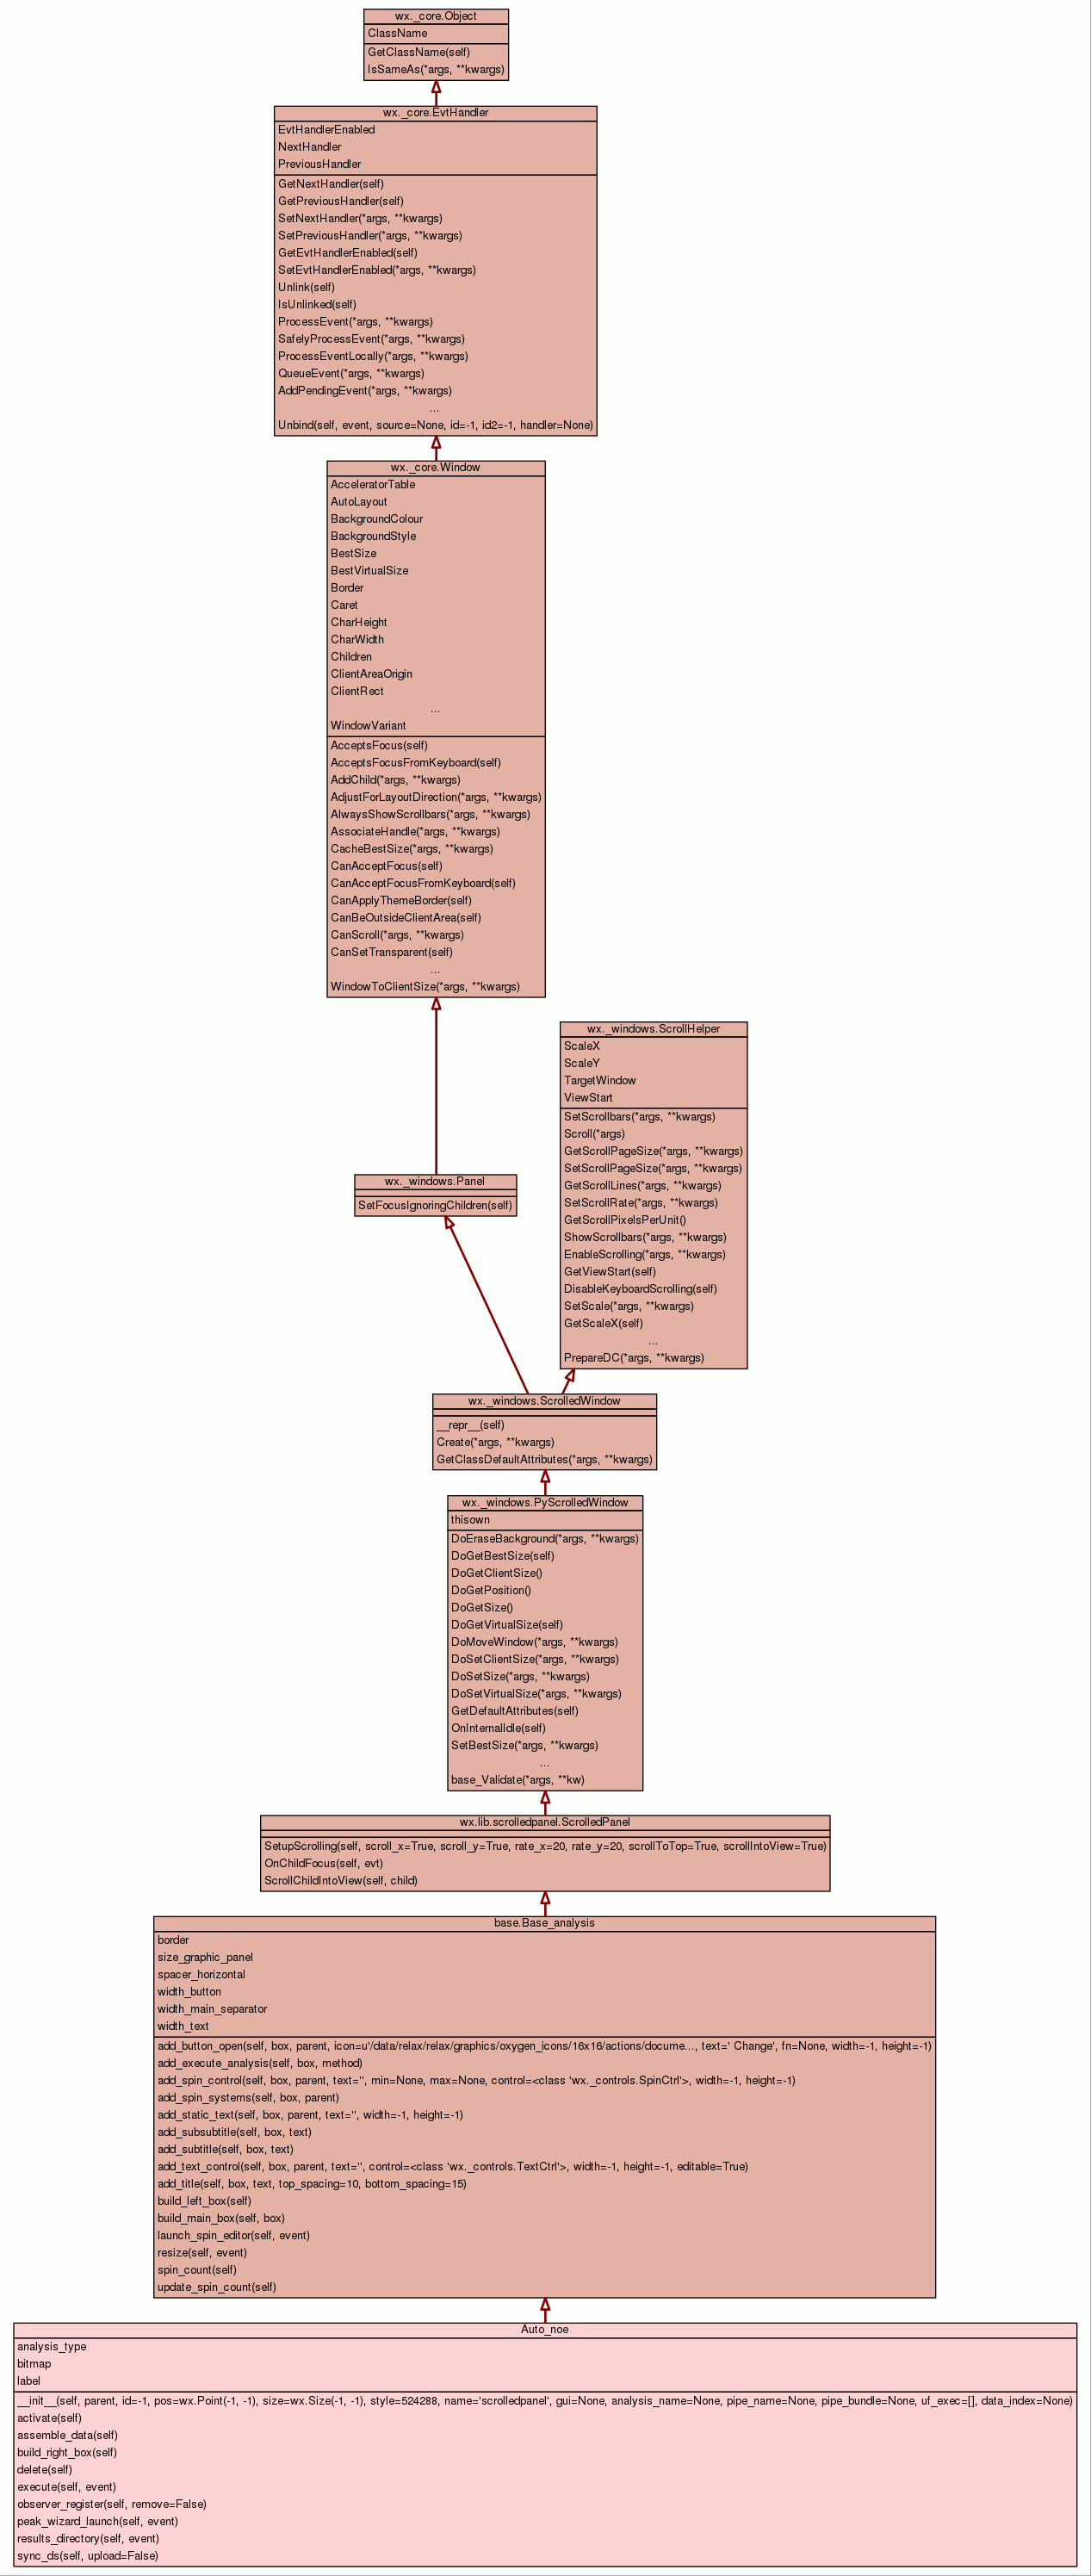 wx._core.Object
ClassName
GetClassName(self)
IsSameAs(*args, **kwargs)
wx._core.EvtHandler
EvtHandlerEnabled
NextHandler
PreviousHandler
GetNextHandler(self)
GetPreviousHandler(self)
SetNextHandler(*args, **kwargs)
SetPreviousHandler(*args, **kwargs)
GetEvtHandlerEnabled(self)
SetEvtHandlerEnabled(*args, **kwargs)
Unlink(self)
IsUnlinked(self)
ProcessEvent(*args, **kwargs)
SafelyProcessEvent(*args, **kwargs)
ProcessEventLocally(*args, **kwargs)
QueueEvent(*args, **kwargs)
AddPendingEvent(*args, **kwargs)
...
Unbind(self, event, source=None, id=-1, id2=-1, handler=None)
wx._core.Window
AcceleratorTable
AutoLayout
BackgroundColour
BackgroundStyle
BestSize
BestVirtualSize
Border
Caret
CharHeight
CharWidth
Children
ClientAreaOrigin
ClientRect
...
WindowVariant
AcceptsFocus(self)
AcceptsFocusFromKeyboard(self)
AddChild(*args, **kwargs)
AdjustForLayoutDirection(*args, **kwargs)
AlwaysShowScrollbars(*args, **kwargs)
AssociateHandle(*args, **kwargs)
CacheBestSize(*args, **kwargs)
CanAcceptFocus(self)
CanAcceptFocusFromKeyboard(self)
CanApplyThemeBorder(self)
CanBeOutsideClientArea(self)
CanScroll(*args, **kwargs)
CanSetTransparent(self)
...
WindowToClientSize(*args, **kwargs)
wx._windows.ScrollHelper
ScaleX
ScaleY
TargetWindow
ViewStart
SetScrollbars(*args, **kwargs)
Scroll(*args)
GetScrollPageSize(*args, **kwargs)
SetScrollPageSize(*args, **kwargs)
GetScrollLines(*args, **kwargs)
SetScrollRate(*args, **kwargs)
GetScrollPixelsPerUnit()
ShowScrollbars(*args, **kwargs)
EnableScrolling(*args, **kwargs)
GetViewStart(self)
DisableKeyboardScrolling(self)
SetScale(*args, **kwargs)
GetScaleX(self)
...
PrepareDC(*args, **kwargs)
wx._windows.Panel
SetFocusIgnoringChildren(self)
wx._windows.ScrolledWindow
__repr__(self)
Create(*args, **kwargs)
GetClassDefaultAttributes(*args, **kwargs)
wx._windows.PyScrolledWindow
thisown
DoEraseBackground(*args, **kwargs)
DoGetBestSize(self)
DoGetClientSize()
DoGetPosition()
DoGetSize()
DoGetVirtualSize(self)
DoMoveWindow(*args, **kwargs)
DoSetClientSize(*args, **kwargs)
DoSetSize(*args, **kwargs)
DoSetVirtualSize(*args, **kwargs)
GetDefaultAttributes(self)
OnInternalIdle(self)
SetBestSize(*args, **kwargs)
...
base_Validate(*args, **kw)
wx.lib.scrolledpanel.ScrolledPanel
SetupScrolling(self, scroll_x=True, scroll_y=True, rate_x=20, rate_y=20, scrollToTop=True, scrollIntoView=True)
OnChildFocus(self, evt)
ScrollChildIntoView(self, child)
base.Base_analysis
border
size_graphic_panel
spacer_horizontal
width_button
width_main_separator
width_text
add_button_open(self, box, parent, icon=u'/data/relax/relax/graphics/oxygen_icons/16x16/actions/docume..., text=' Change', fn=None, width=-1, height=-1)
add_execute_analysis(self, box, method)
add_spin_control(self, box, parent, text='', min=None, max=None, control=<class 'wx._controls.SpinCtrl'>, width=-1, height=-1)
add_spin_systems(self, box, parent)
add_static_text(self, box, parent, text='', width=-1, height=-1)
add_subsubtitle(self, box, text)
add_subtitle(self, box, text)
add_text_control(self, box, parent, text='', control=<class 'wx._controls.TextCtrl'>, width=-1, height=-1, editable=True)
add_title(self, box, text, top_spacing=10, bottom_spacing=15)
build_left_box(self)
build_main_box(self, box)
launch_spin_editor(self, event)
resize(self, event)
spin_count(self)
update_spin_count(self)
Auto_noe
analysis_type
bitmap
label
__init__(self, parent, id=-1, pos=wx.Point(-1, -1), size=wx.Size(-1, -1), style=524288, name='scrolledpanel', gui=None, analysis_name=None, pipe_name=None, pipe_bundle=None, uf_exec=[], data_index=None)
activate(self)
assemble_data(self)
build_right_box(self)
delete(self)
execute(self, event)
observer_register(self, remove=False)
peak_wizard_launch(self, event)
results_directory(self, event)
sync_ds(self, upload=False)